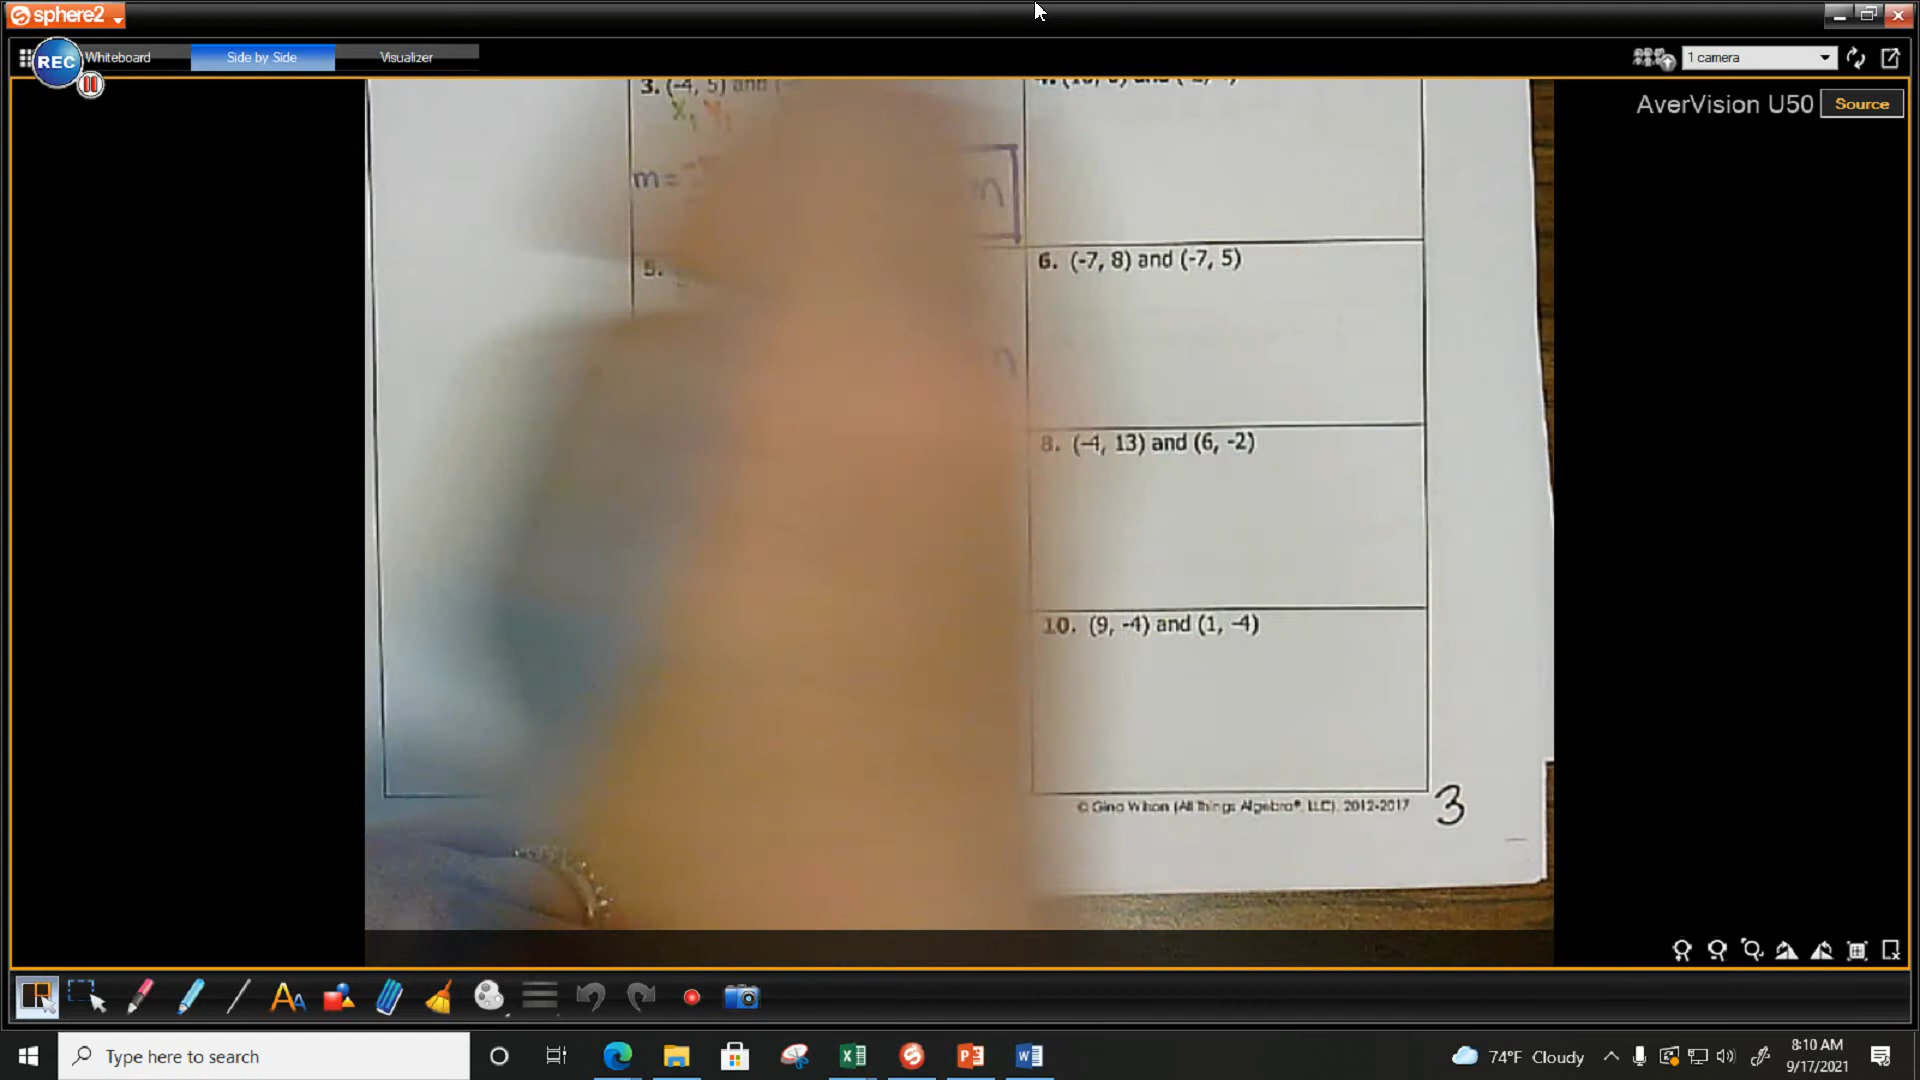 sphere2
REC
Whiteboard
Side by Side
Visualizer
1 camera
AverVision U50
Source
3. (-4, 5) and
X₁ Y₁
m=
5.
6. (-7, 8) and (-7, 5)
8. (-4, 13) and (6, -2)
10. (9, -4) and (1, -4)
© Gina Wilson (All Things Algebra®, LLC), 2012-2017
3
Type here to search
74°F Cloudy
8:10 AM
9/17/2021